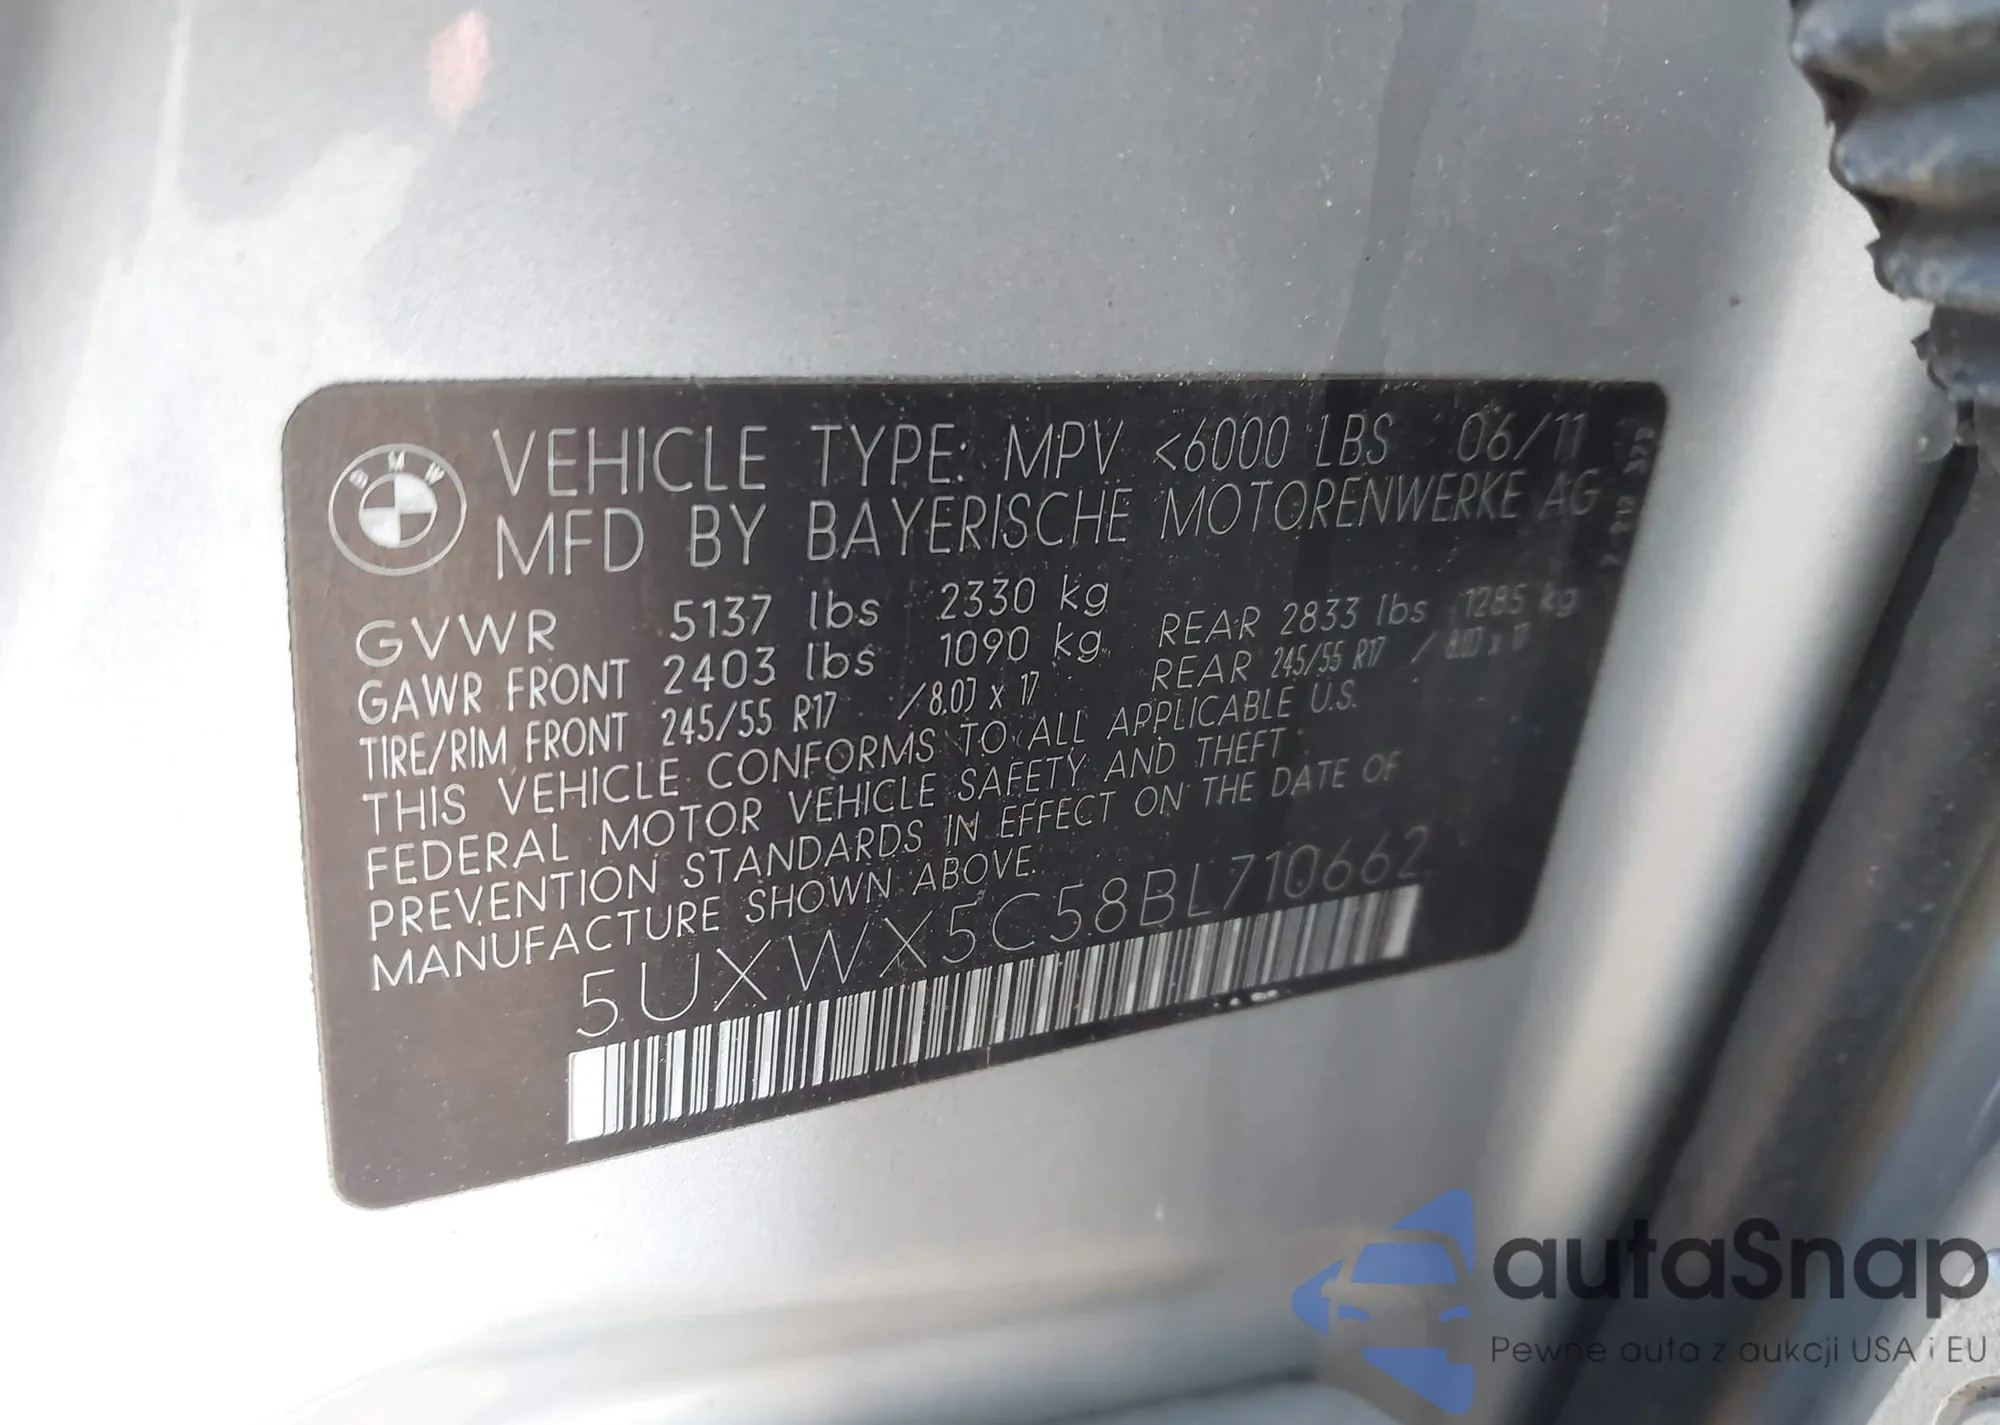 BMW
VEHICLE TYPE: MPV <6000 LBS 06/11
MFD BY BAYERISCHE MOTORENWERKE AG
GVWR 5137 lbs 2330 kg
GAWR FRONT 2403 lbs 1090 kg REAR 2833 lbs 1285 kg
TIRE/RIM FRONT 245/55 R17 /8.0J x 17 REAR 245/55 R17 / 8.0J x 17
THIS VEHICLE CONFORMS TO ALL APPLICABLE U.S.
FEDERAL MOTOR VEHICLE SAFETY AND THEFT
PREVENTION STANDARDS IN EFFECT ON THE DATE OF
MANUFACTURE SHOWN ABOVE.
5UXWX5C58BL710662
autaSnap
Pewne auta z aukcji USA i EU